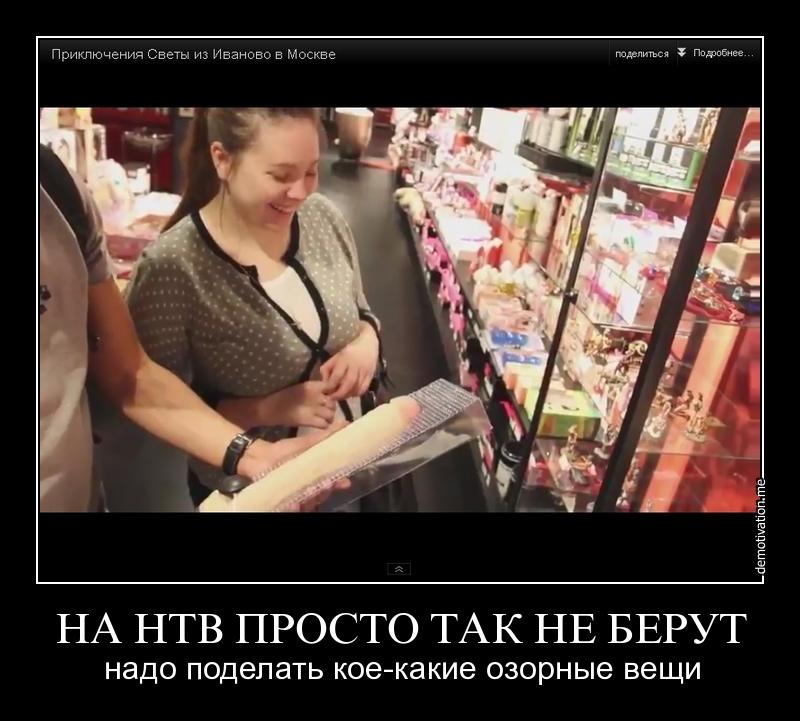 Приключения Светы из Иваново в Москве
поделиться Подробнее...
demotivation.me
НА НТВ ПРОСТО ТАК НЕ БЕРУТ
надо поделать кое-какие озорные вещи